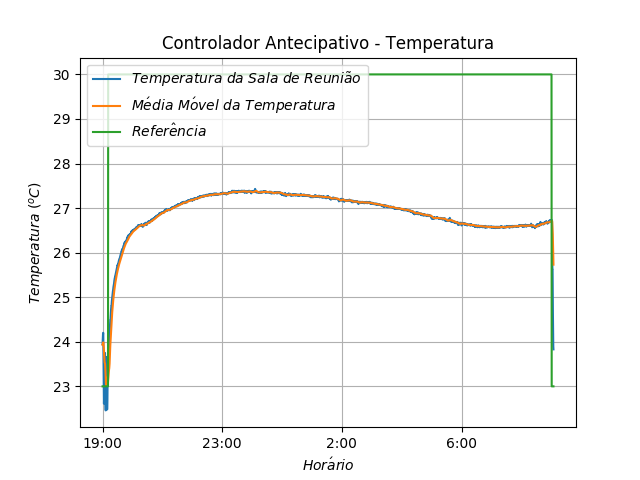 Controlador Antecipativo - Temperatura
Temperatura da Sala de Reunião
Média Móvel da Temperatura
Referência
30
29
28
27
26
25
24
23
Temperatura (ºC)
19:00 23:00 2:00 6:00
Horário